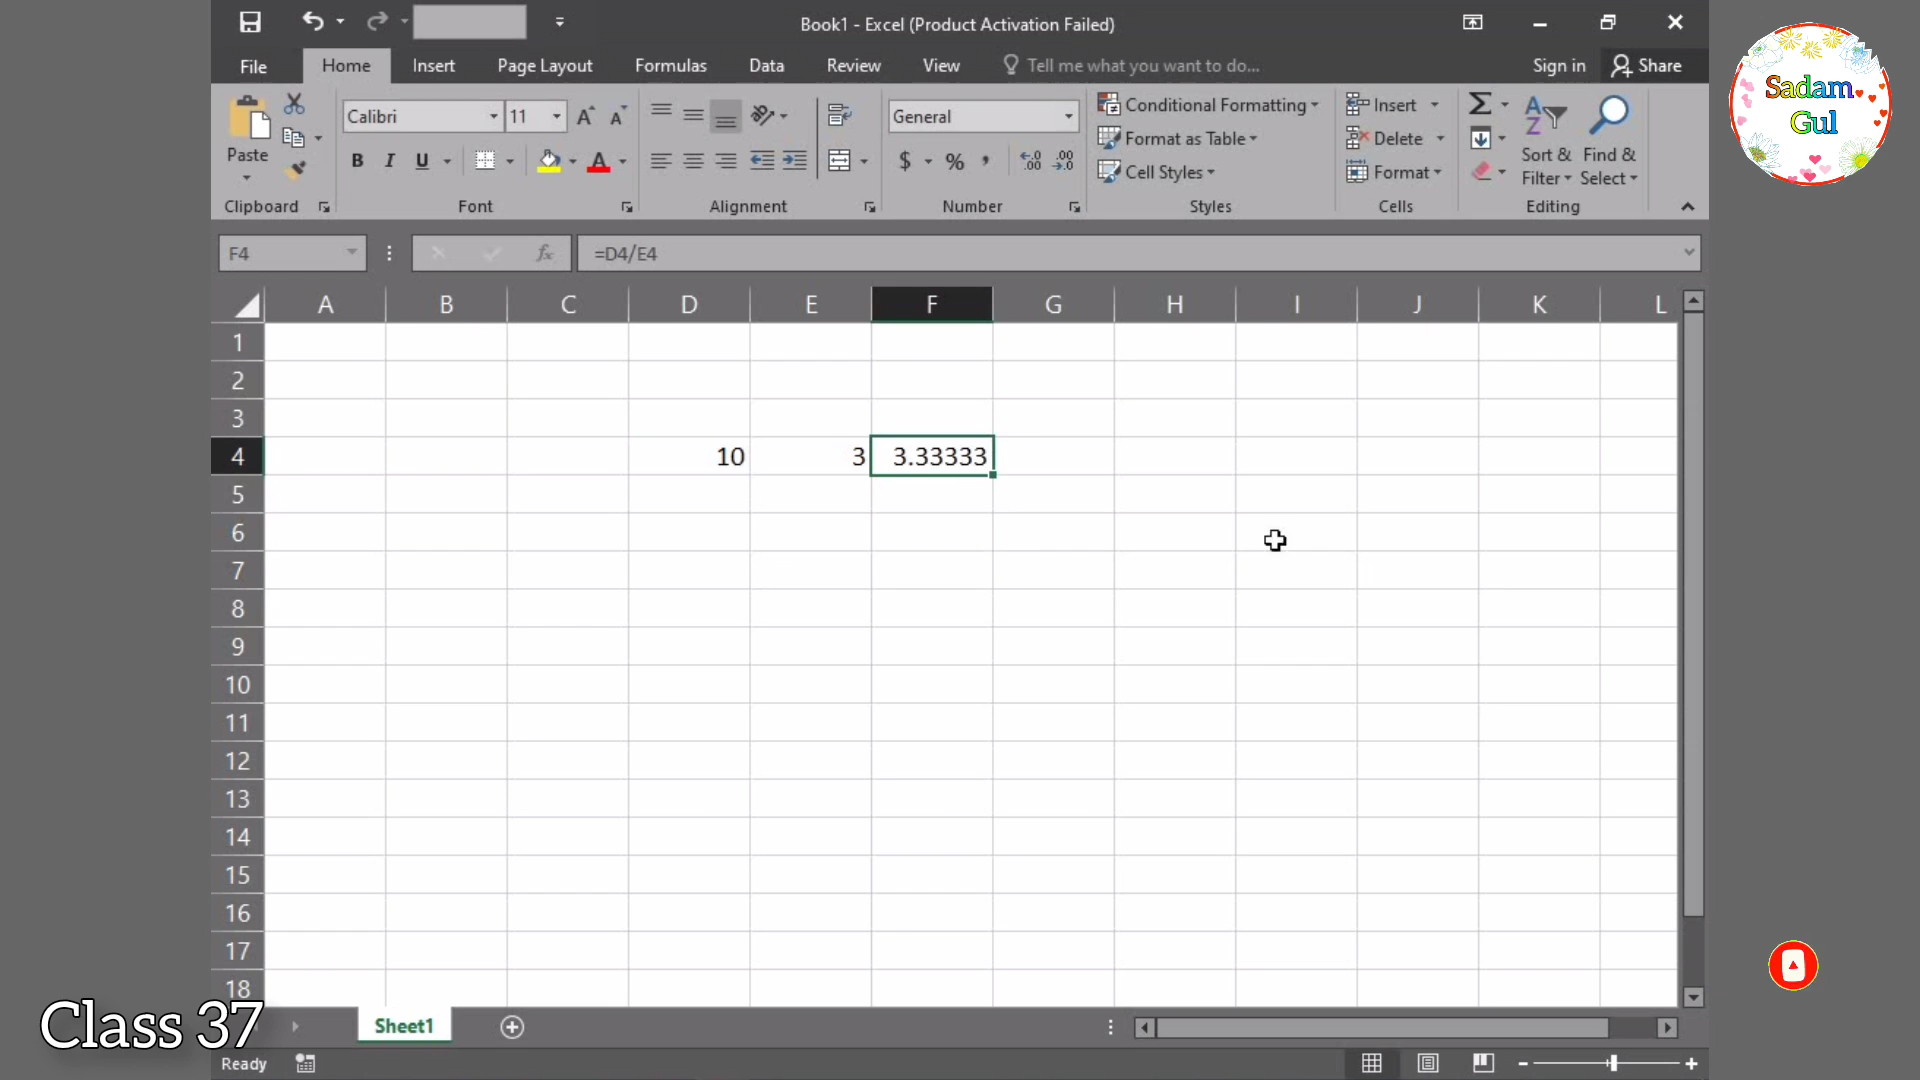 Book1 - Excel (Product Activation Failed)
File Home Insert Page Layout Formulas Data Review View Tell me what you want to do... Sign in Share
Sadam
Gul
Calibri 11 General Conditional Formatting Insert
Format as Table Delete
Paste B I U $ % , Cell Styles Format Sort & Filter Find & Select
Clipboard Font Alignment Number Styles Cells Editing
F4 fx =D4/E4
A B C D E F G H I J K L
1
2
3
4 10 3 3.33333
5
6
7
8
9
10
11
12
13
14
15
16
17
18
Class 37
Sheet1
Ready